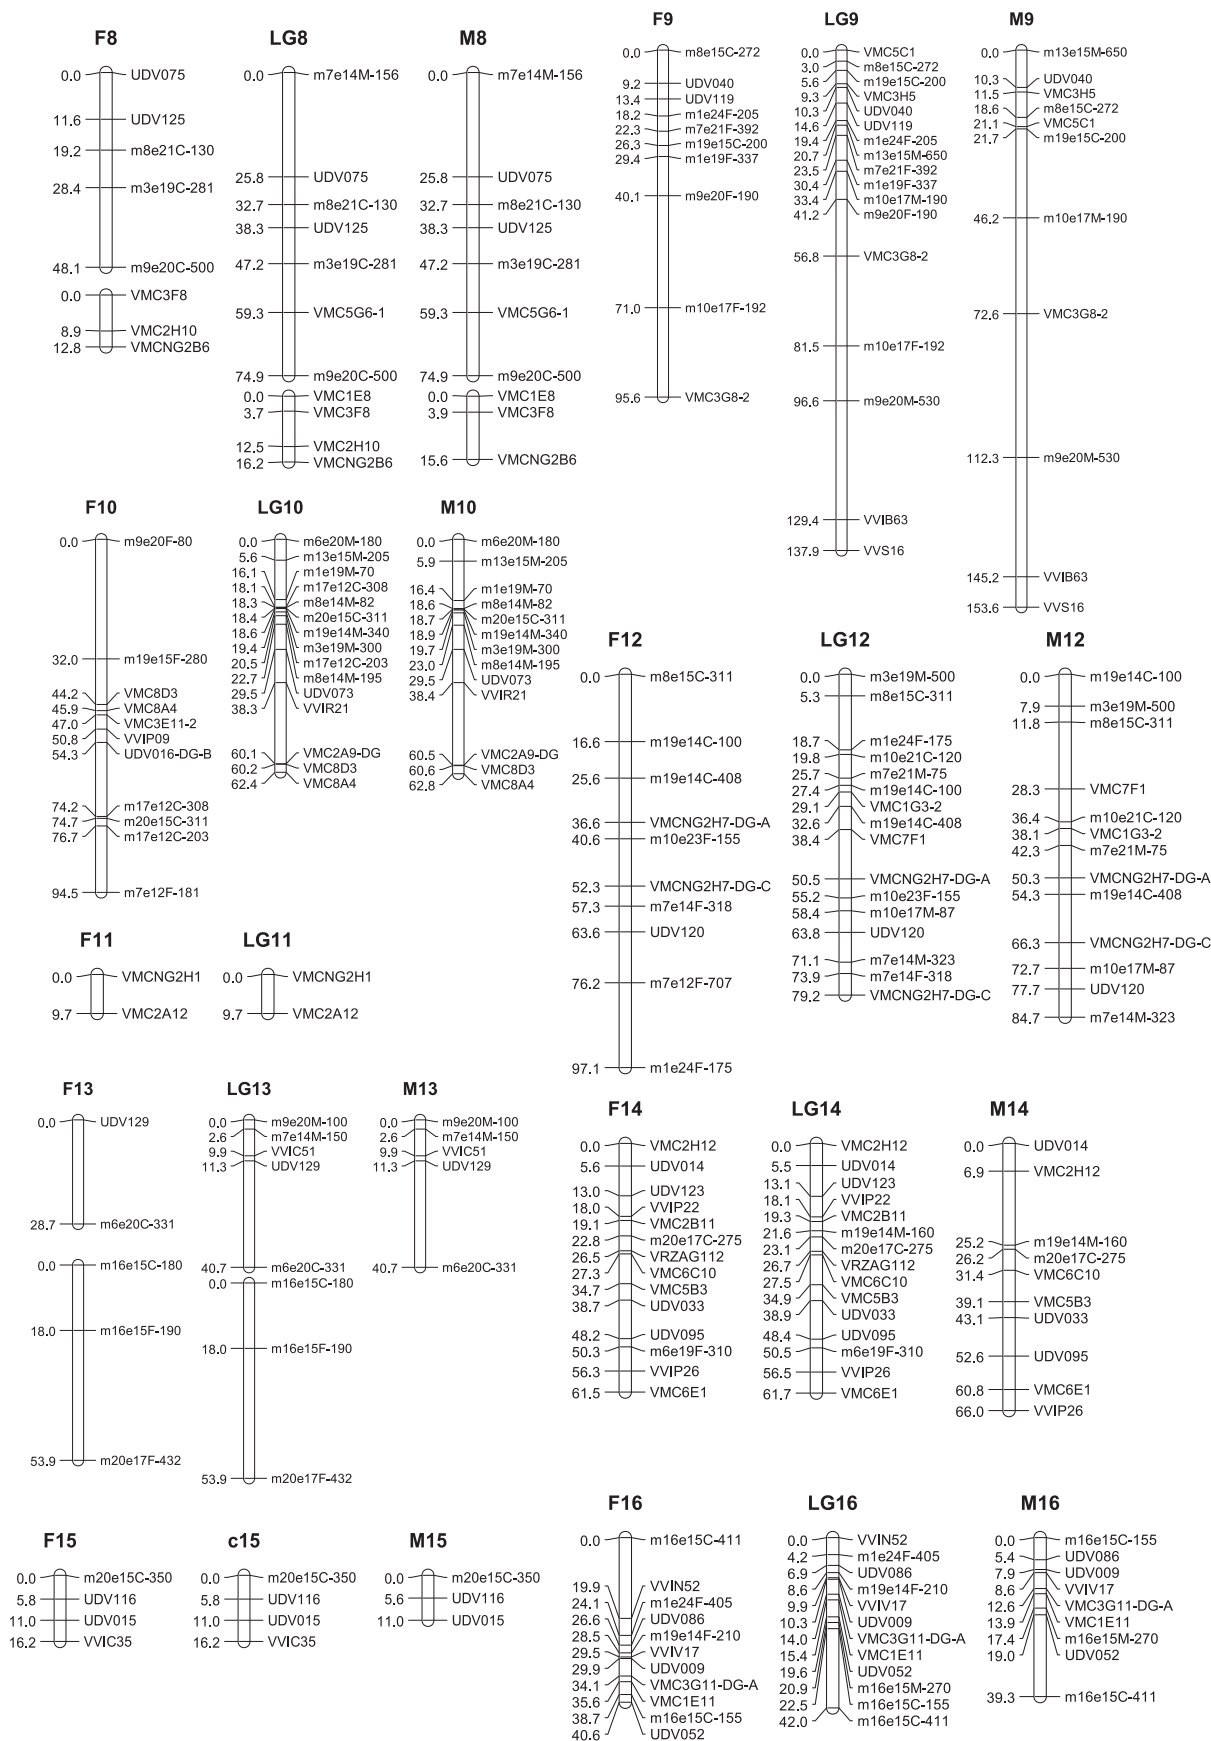 F8
0.0 UDV075
11.6 UDV125
19.2 m8e21C-130
28.4 m3e19C-281
48.1 m9e20C-500
0.0 VMC3F8
8.9 VMC2H10
12.8 VMCNG2B6
LG8
0.0 m7e14M-156
25.8 UDV075
32.7 m8e21C-130
38.3 UDV125
47.2 m3e19C-281
59.3 VMC5G6-1
74.9 m9e20C-500
0.0 VMC1E8
3.7 VMC3F8
12.5 VMC2H10
16.2 VMCNG2B6
M8
0.0 m7e14M-156
25.8 UDV075
32.7 m8e21C-130
38.3 UDV125
47.2 m3e19C-281
59.3 VMC5G6-1
74.9 m9e20C-500
0.0 VMC1E8
3.9 VMC3F8
15.6 VMCNG2B6
F9
0.0 m8e15C-272
9.2 UDV040
13.4 UDV119
18.2 m1e24F-205
22.3 m7e21F-392
26.3 m19e15C-200
29.4 m1e19F-337
40.1 m9e20F-190
71.0 m10e17F-192
95.6 VMC3G8-2
LG9
0.0 VMC5C1
3.0 m8e15C-272
5.6 m19e15C-200
9.3 VMC3H5
10.3 UDV040
14.6 UDV119
19.4 m1e24F-205
20.7 m13e15M-650
23.5 m7e21F-392
30.4 m1e19F-337
33.4 m10e17M-190
41.2 m9e20F-190
56.8 VMC3G8-2
81.5 m10e17F-192
96.6 m9e20M-530
129.4 VVIB63
137.9 VVS16
M9
0.0 m13e15M-650
10.3 UDV040
11.5 VMC3H5
18.6 m8e15C-272
21.1 VMC5C1
21.7 m19e15C-200
46.2 m10e17M-190
72.6 VMC3G8-2
112.3 m9e20M-530
145.2 VVIB63
153.6 VVS16
F10
0.0 m9e20F-80
32.0 m19e15F-280
44.2 VMC8D3
45.9 VMC8A4
47.0 VMC3E11-2
50.8 VVIP09
54.3 UDV016-DG-B
74.2 m17e12C-308
74.7 m20e15C-311
76.7 m17e12C-203
94.5 m7e12F-181
LG10
0.0 m6e20M-180
5.6 m13e15M-205
16.1 m1e19M-70
18.1 m17e12C-308
18.3 m8e14M-82
18.4 m20e15C-311
18.6 m19e14M-340
19.4 m3e19M-300
20.5 m17e12C-203
22.7 m8e14M-195
29.5 UDV073
38.3 VVIR21
60.1 VMC2A9-DG
60.2 VMC8D3
62.4 VMC8A4
M10
0.0 m6e20M-180
5.9 m13e15M-205
16.4 m1e19M-70
18.6 m8e14M-82
18.7 m20e15C-311
18.9 m19e14M-340
19.7 m3e19M-300
23.0 m8e14M-195
29.5 UDV073
38.4 VVIR21
60.5 VMC2A9-DG
60.6 VMC8D3
62.8 VMC8A4
F11
0.0 VMCNG2H1
9.7 VMC2A12
LG11
0.0 VMCNG2H1
9.7 VMC2A12
F12
0.0 m8e15C-311
16.6 m19e14C-100
25.6 m19e14C-408
36.6 VMCNG2H7-DG-A
40.6 m10e23F-155
52.3 VMCNG2H7-DG-C
57.3 m7e14F-318
63.6 UDV120
76.2 m7e12F-707
97.1 m1e24F-175
LG12
0.0 m3e19M-500
5.3 m8e15C-311
18.7 m1e24F-175
19.8 m10e21C-120
25.7 m7e21M-75
27.4 m19e14C-100
29.1 VMC1G3-2
32.6 m19e14C-408
38.4 VMC7F1
50.5 VMCNG2H7-DG-A
55.2 m10e23F-155
58.4 m10e17M-87
63.8 UDV120
71.1 m7e14M-323
73.9 m7e14F-318
79.2 VMCNG2H7-DG-C
M12
0.0 m19e14C-100
7.9 m3e19M-500
11.8 m8e15C-311
28.3 VMC7F1
36.4 m10e21C-120
38.1 VMC1G3-2
42.3 m7e21M-75
50.3 VMCNG2H7-DG-A
54.3 m19e14C-408
66.3 VMCNG2H7-DG-C
72.7 m10e17M-87
77.7 UDV120
84.7 m7e14M-323
F13
0.0 UDV129
28.7 m6e20C-331
0.0 m16e15C-180
18.0 m16e15F-190
53.9 m20e17F-432
LG13
0.0 m9e20M-100
2.6 m7e14M-150
9.9 VVIC51
11.3 UDV129
40.7 m6e20C-331
0.0 m16e15C-180
18.0 m16e15F-190
53.9 m20e17F-432
M13
0.0 m9e20M-100
2.6 m7e14M-150
9.9 VVIC51
11.3 UDV129
40.7 m6e20C-331
F14
0.0 VMC2H12
5.6 UDV014
13.0 UDV123
18.0 VVIP22
19.1 VMC2B11
22.8 m20e17C-275
26.5 VRZAG112
27.3 VMC6C10
34.7 VMC5B3
38.7 UDV033
48.2 UDV095
50.3 m6e19F-310
56.3 VVIP26
61.5 VMC6E1
LG14
0.0 VMC2H12
5.5 UDV014
13.1 UDV123
18.1 VVIP22
19.3 VMC2B11
21.6 m19e14M-160
23.1 m20e17C-275
26.7 VRZAG112
27.5 VMC6C10
34.9 VMC5B3
38.9 UDV033
48.4 UDV095
50.5 m6e19F-310
56.5 VVIP26
61.7 VMC6E1
M14
0.0 UDV014
6.9 VMC2H12
25.2 m19e14M-160
26.2 m20e17C-275
31.4 VMC6C10
39.1 VMC5B3
43.1 UDV033
52.6 UDV095
60.8 VMC6E1
66.0 VVIP26
F15
0.0 m20e15C-350
5.8 UDV116
11.0 UDV015
16.2 VVIC35
c15
0.0 m20e15C-350
5.8 UDV116
11.0 UDV015
16.2 VVIC35
M15
0.0 m20e15C-350
5.6 UDV116
11.0 UDV015
F16
0.0 m16e15C-411
19.9 VVIN52
24.1 m1e24F-405
26.6 UDV086
28.5 m19e14F-210
29.5 VVIV17
29.9 UDV009
34.1 VMC3G11-DG-A
35.6 VMC1E11
38.7 m16e15C-155
40.6 UDV052
LG16
0.0 VVIN52
4.2 m1e24F-405
6.9 UDV086
8.6 m19e14F-210
9.9 VVIV17
10.3 UDV009
14.0 VMC3G11-DG-A
15.4 VMC1E11
19.6 UDV052
20.9 m16e15M-270
22.5 m16e15C-155
42.0 m16e15C-411
M16
0.0 m16e15C-155
5.4 UDV086
7.9 UDV009
8.6 VVIV17
12.6 VMC3G11-DG-A
13.9 VMC1E11
17.4 m16e15M-270
19.0 UDV052
39.3 m16e15C-411